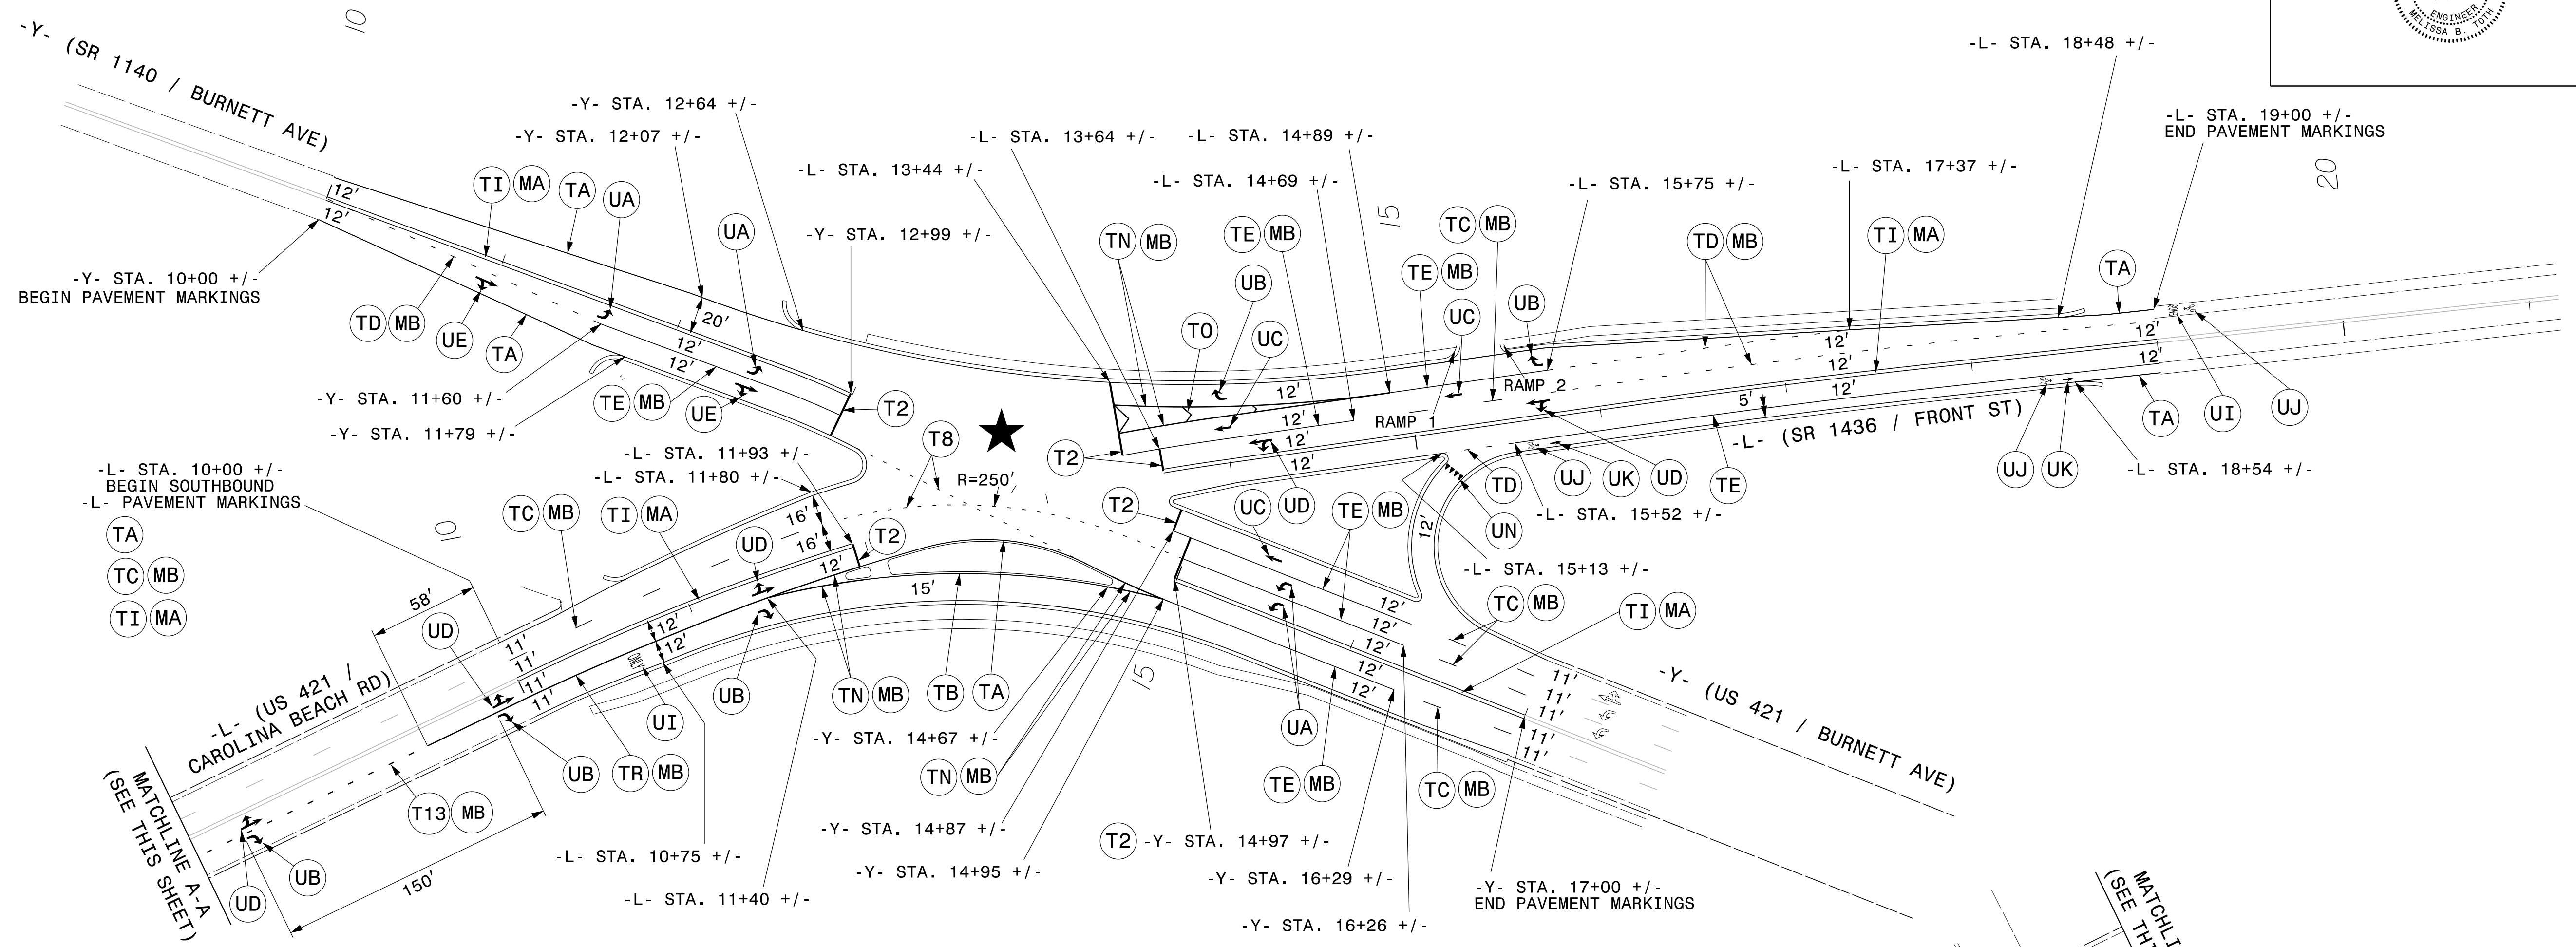 10
-Y- (SR 1140 / BURNETT AVE)
ENGINEER
MELISSA B. TOTH
-L- STA. 18+48 +/-
-Y- STA. 12+64 +/-
-Y- STA. 12+07 +/-
-L- STA. 13+64 +/-
-L- STA. 14+89 +/-
-L- STA. 19+00 +/-
END PAVEMENT MARKINGS
-L- STA. 13+44 +/-
-L- STA. 14+69 +/-
-L- STA. 15+75 +/-
-L- STA. 17+37 +/-
20
12'
12'
TI MA TA UA
UA
-Y- STA. 12+99 +/-
15
TN MB
TE MB
TC MB
TD MB
TI MA
-Y- STA. 10+00 +/-
BEGIN PAVEMENT MARKINGS
TD MB
UE
TA
20'
12'
12'
TO
UB
UC
TE MB
UC
UB
TA
12'
12'
12'
RAMP 2
RAMP 1
12'
12'
12'
12'
12'
12'
5'
UI
UJ
-Y- STA. 11+60 +/-
-Y- STA. 11+79 +/-
TE MB
UE
T2
T8
R=250'
T2
-L- (SR 1436 / FRONT ST)
TA
TE
TD
UJ UK UD
UJ UK
-L- STA. 18+54 +/-
-L- STA. 11+93 +/-
-L- STA. 11+80 +/-
-L- STA. 10+00 +/-
BEGIN SOUTHBOUND
-L- PAVEMENT MARKINGS
TA
TC MB
TI MA
10
TC MB
TI MA
16'
16'
12'
UD
T2
T2
UC UD
TE MB
12'
UN
-L- STA. 15+52 +/-
-L- STA. 15+13 +/-
58'
UD
11'
11'
11'
11'
12'
12'
ONLY
15'
12'
12'
12'
12'
12'
TC MB
TI MA
-Y- (US 421 / BURNETT AVE)
11'
11'
11'
11'
11'
-L- (US 421 /
CAROLINA BEACH RD)
UB
TR MB
UI
UB
TN MB
TB
TA
15
UA
-Y- STA. 14+67 +/-
TN MB
TE MB
TC MB
MATCHLINE A-A
(SEE THIS SHEET)
T13 MB
UD
UB
150'
-L- STA. 10+75 +/-
-L- STA. 11+40 +/-
-Y- STA. 14+87 +/-
-Y- STA. 14+95 +/-
T2 -Y- STA. 14+97 +/-
-Y- STA. 16+29 +/-
-Y- STA. 16+26 +/-
-Y- STA. 17+00 +/-
END PAVEMENT MARKINGS
MATCHLI
(SEE THI